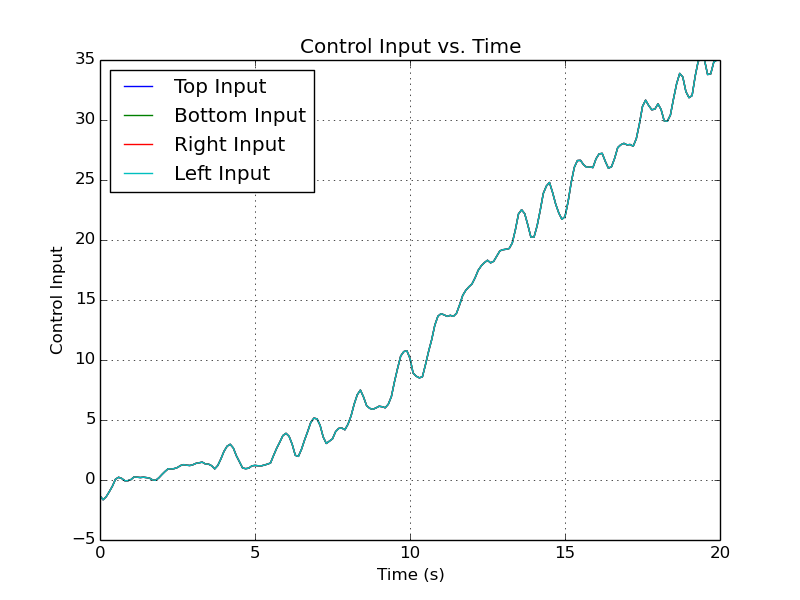 Control Input vs. Time
Top Input
Bottom Input
Right Input
Left Input
Control Input
35
30
25
20
15
10
5
0
−5
0 5 10 15 20
Time (s)